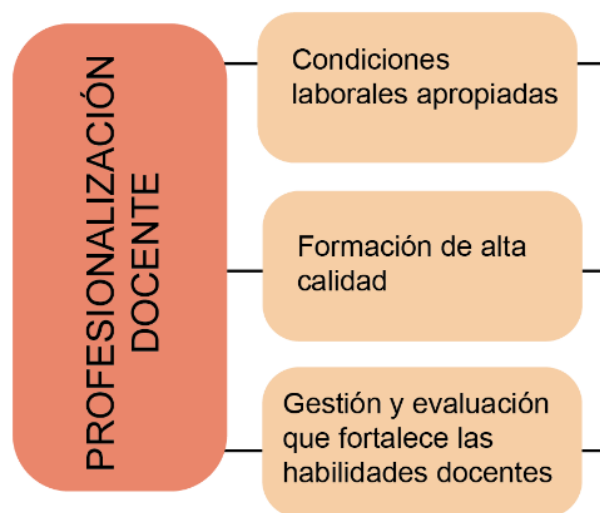 PROFESIONALIZACIÓN
DOCENTE
Condiciones
laborales apropiadas
Formación de alta
calidad
Gestión y evaluación
que fortalece las
habilidades docentes